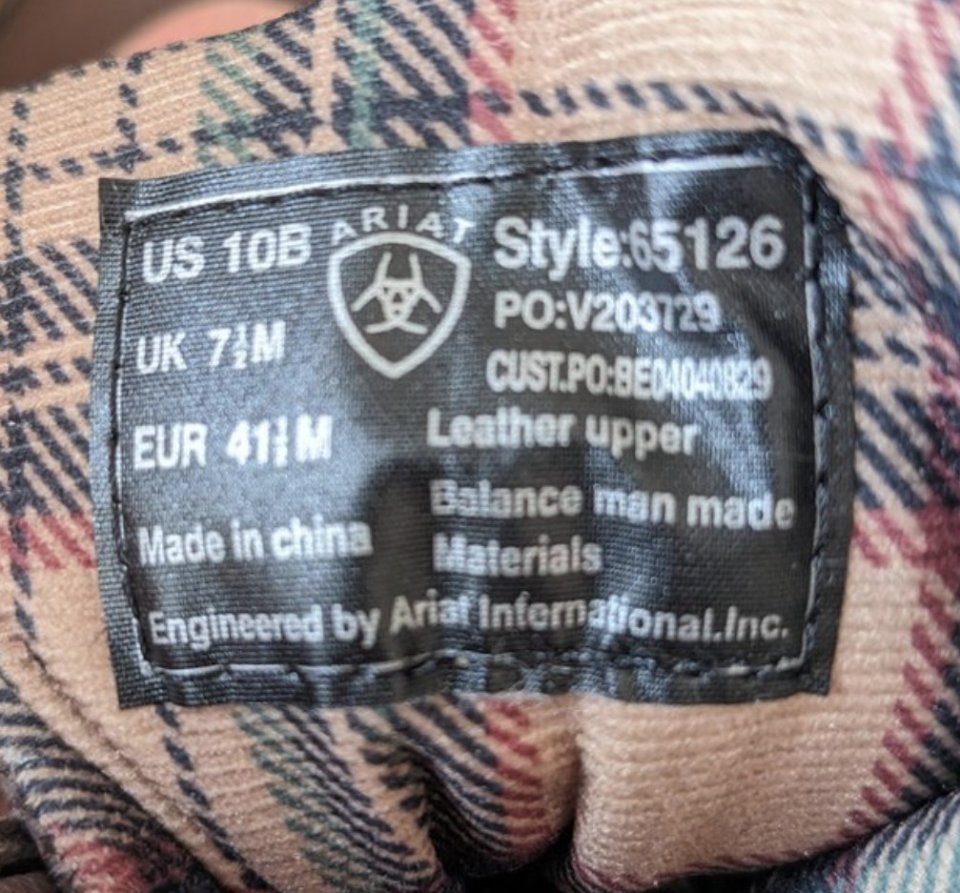 ARIAT
US 10B
UK 7½M
EUR 41½M
Made in china
Style:65126
PO:V203729
CUST.PO:BE04040829
Leather upper
Balance man made
Materials
Engineered by Ariat International.Inc.